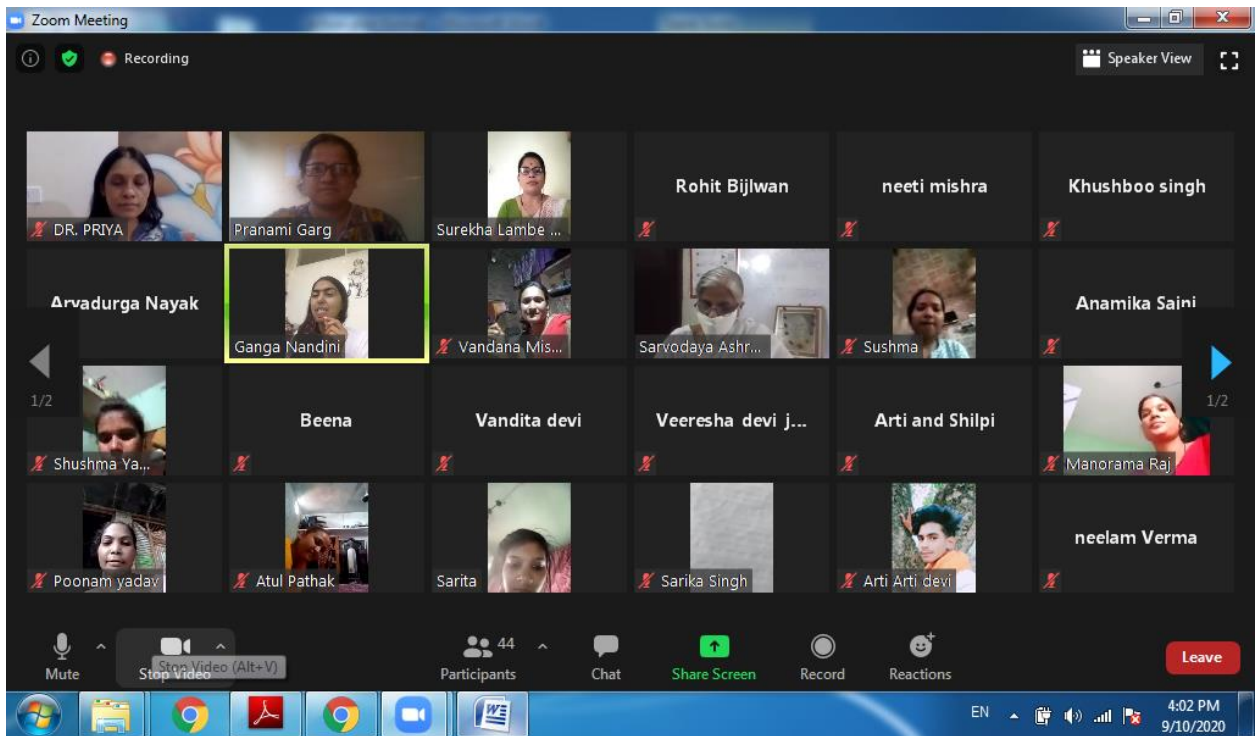 Zoom Meeting
Recording
Speaker View
DR. PRIYA
Pranami Garg
Surekha Lambe ...
Rohit Bijlwan
neeti mishra
Khushboo singh
Aryadurga Nayak
Ganga Nandini
Vandana Mis...
Sarvodaya Ashr...
Sushma
Anamika Saini
1/2
1/2
Shushma Ya...
Beena
Vandita devi
Veeresha devi j...
Arti and Shilpi
Manorama Raj
Poonam yadav
Atul Pathak
Sarita
Sarika Singh
Arti Arti devi
neelam Verma
Mute
Stop Video
Stop Video (Alt+V)
44
Participants
Chat
Share Screen
Record
Reactions
Leave
EN
4:02 PM
9/10/2020